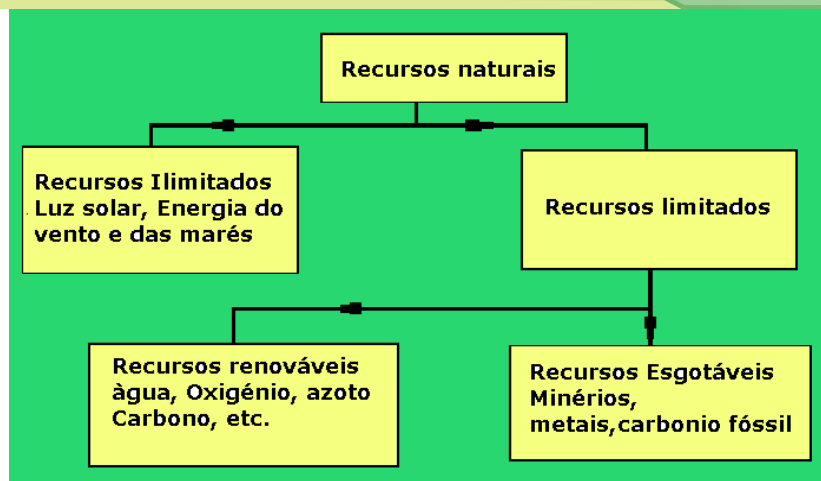 Recursos naturais
Recursos Ilimitados
Luz solar, Energia do
vento e das marés
Recursos limitados
Recursos renováveis
àgua, Oxigénio, azoto
Carbono, etc.
Recursos Esgotáveis
Minérios,
metais,carbonio fóssil